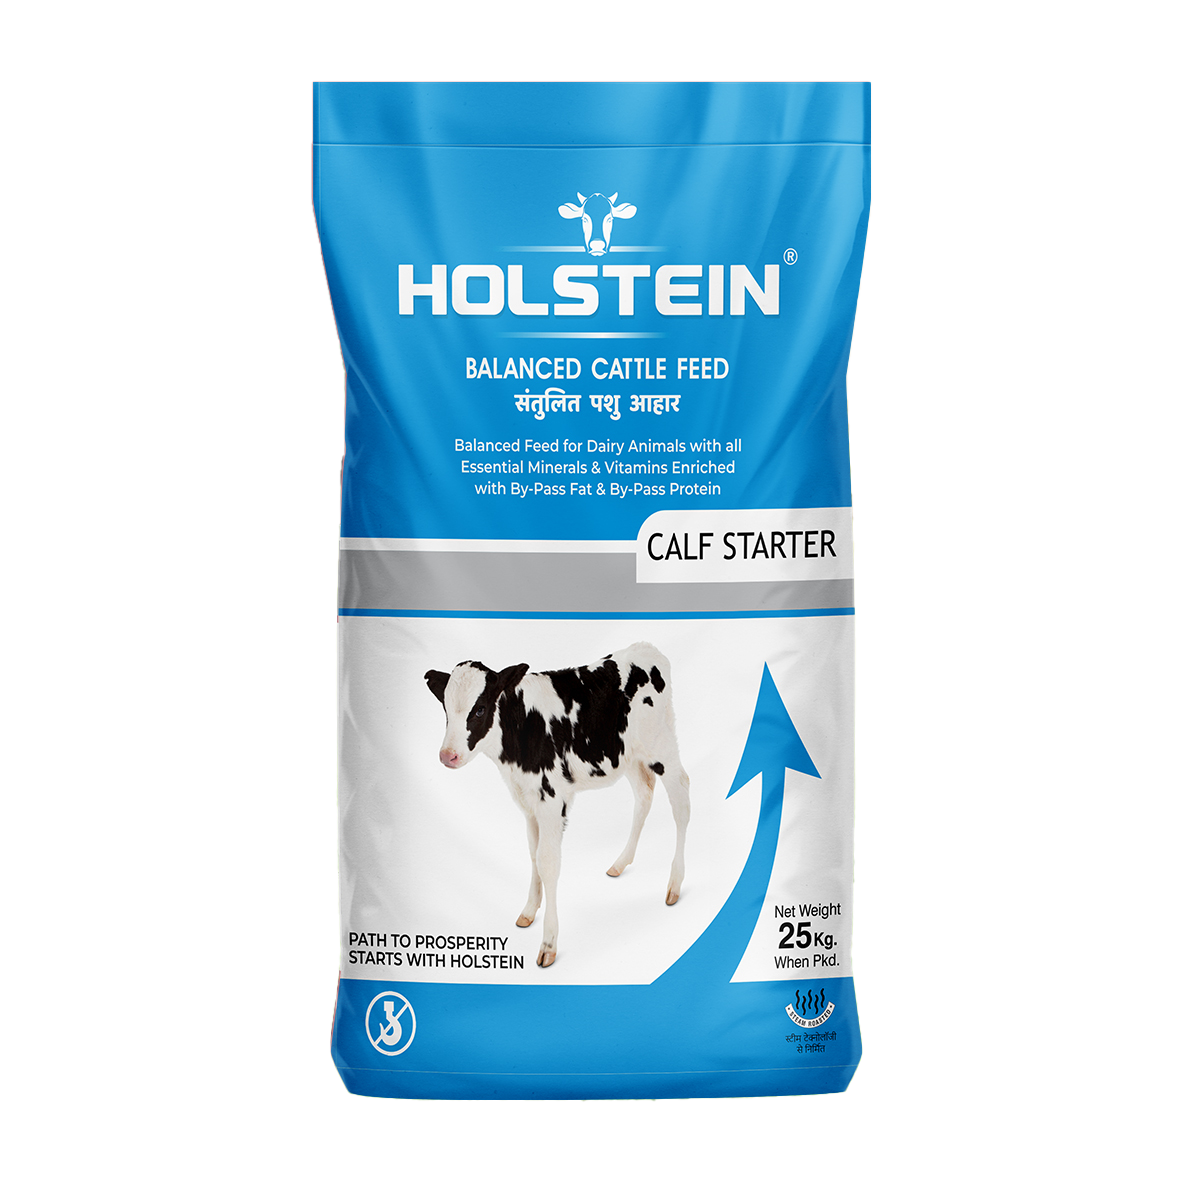 HOLSTEIN®
BALANCED CATTLE FEED
संतुलित पशु आहार
Balanced Feed for Dairy Animals with all
Essential Minerals & Vitamins Enriched
with By-Pass Fat & By-Pass Protein
CALF STARTER
PATH TO PROSPERITY
STARTS WITH HOLSTEIN
Net Weight
25Kg.
When Pkd.
STEAM ROASTED
स्टीम टेक्नोलॉजी
से निर्मित